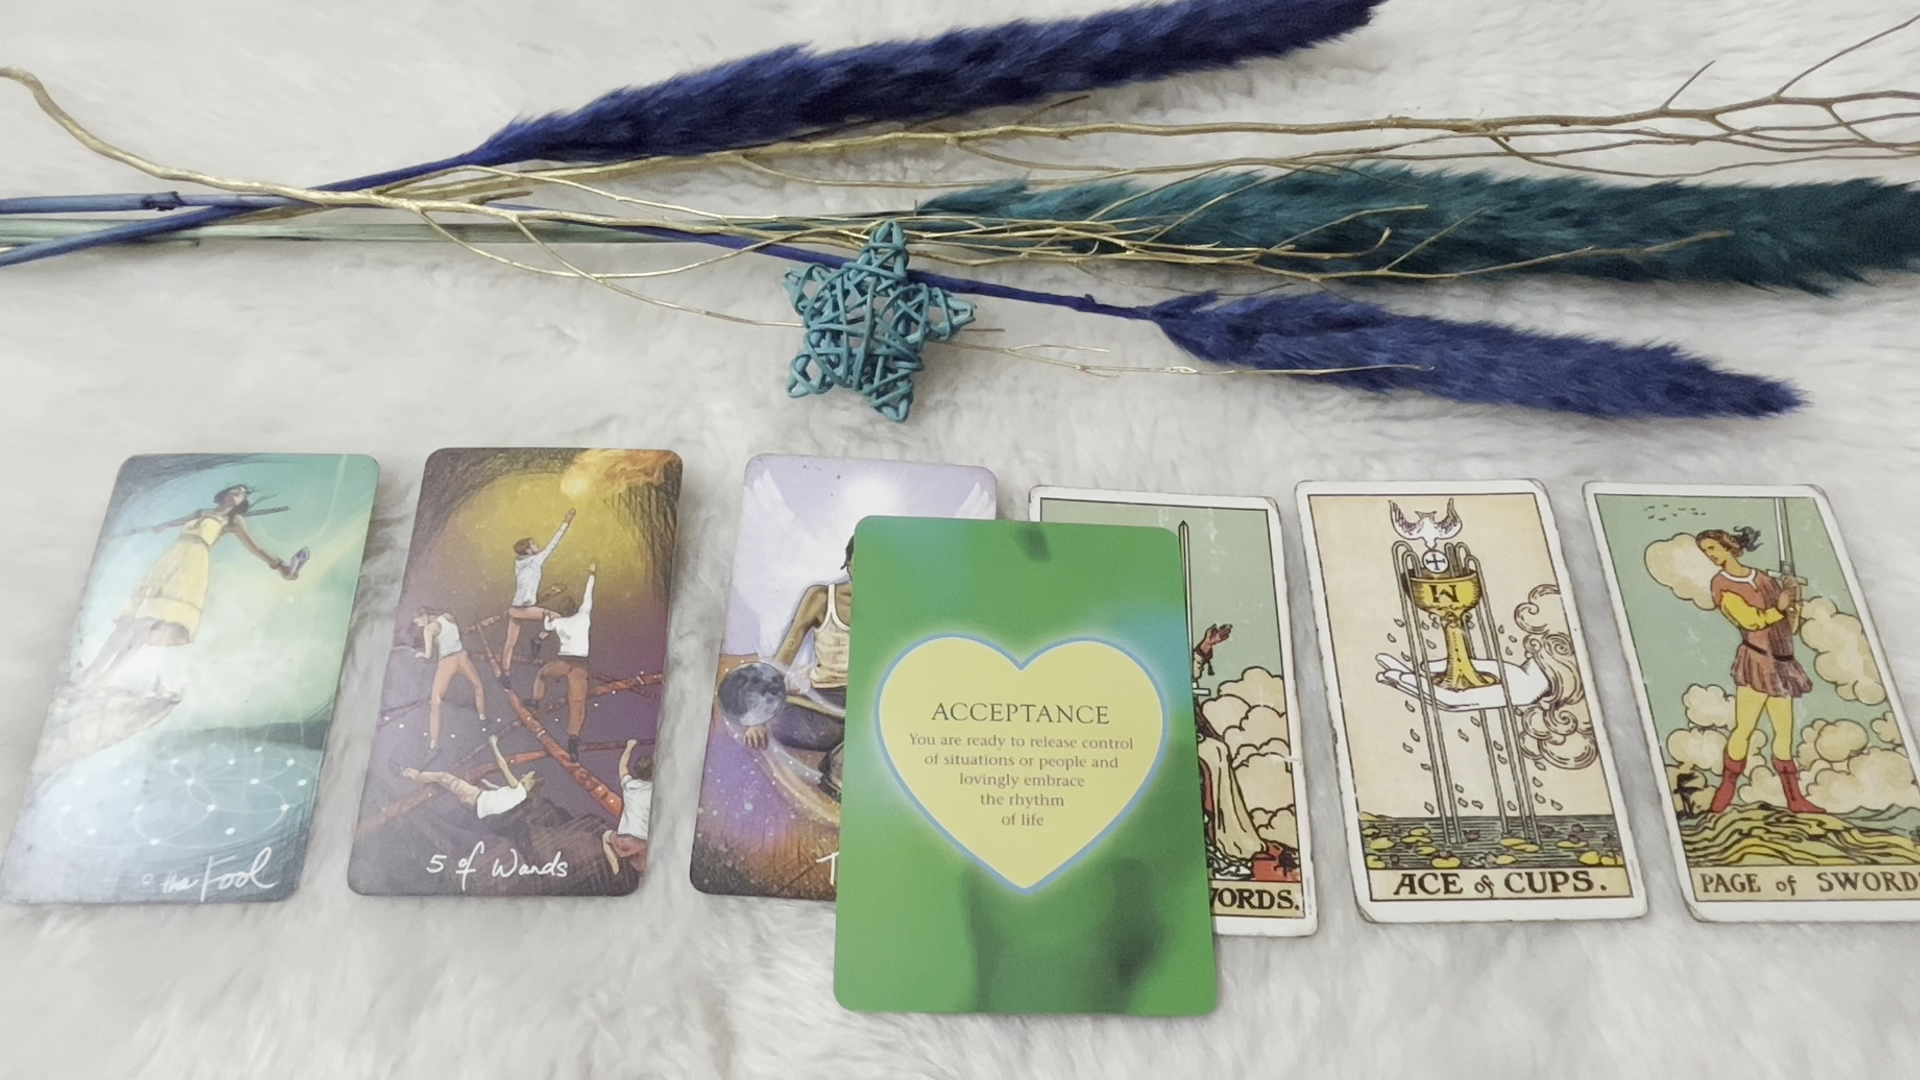 0 the Fool
5 of Wands
T
ACCEPTANCE
You are ready to release control
of situations or people and
lovingly embrace
the rhythm
of life
WORDS.
ACE of CUPS.
PAGE of SWORD